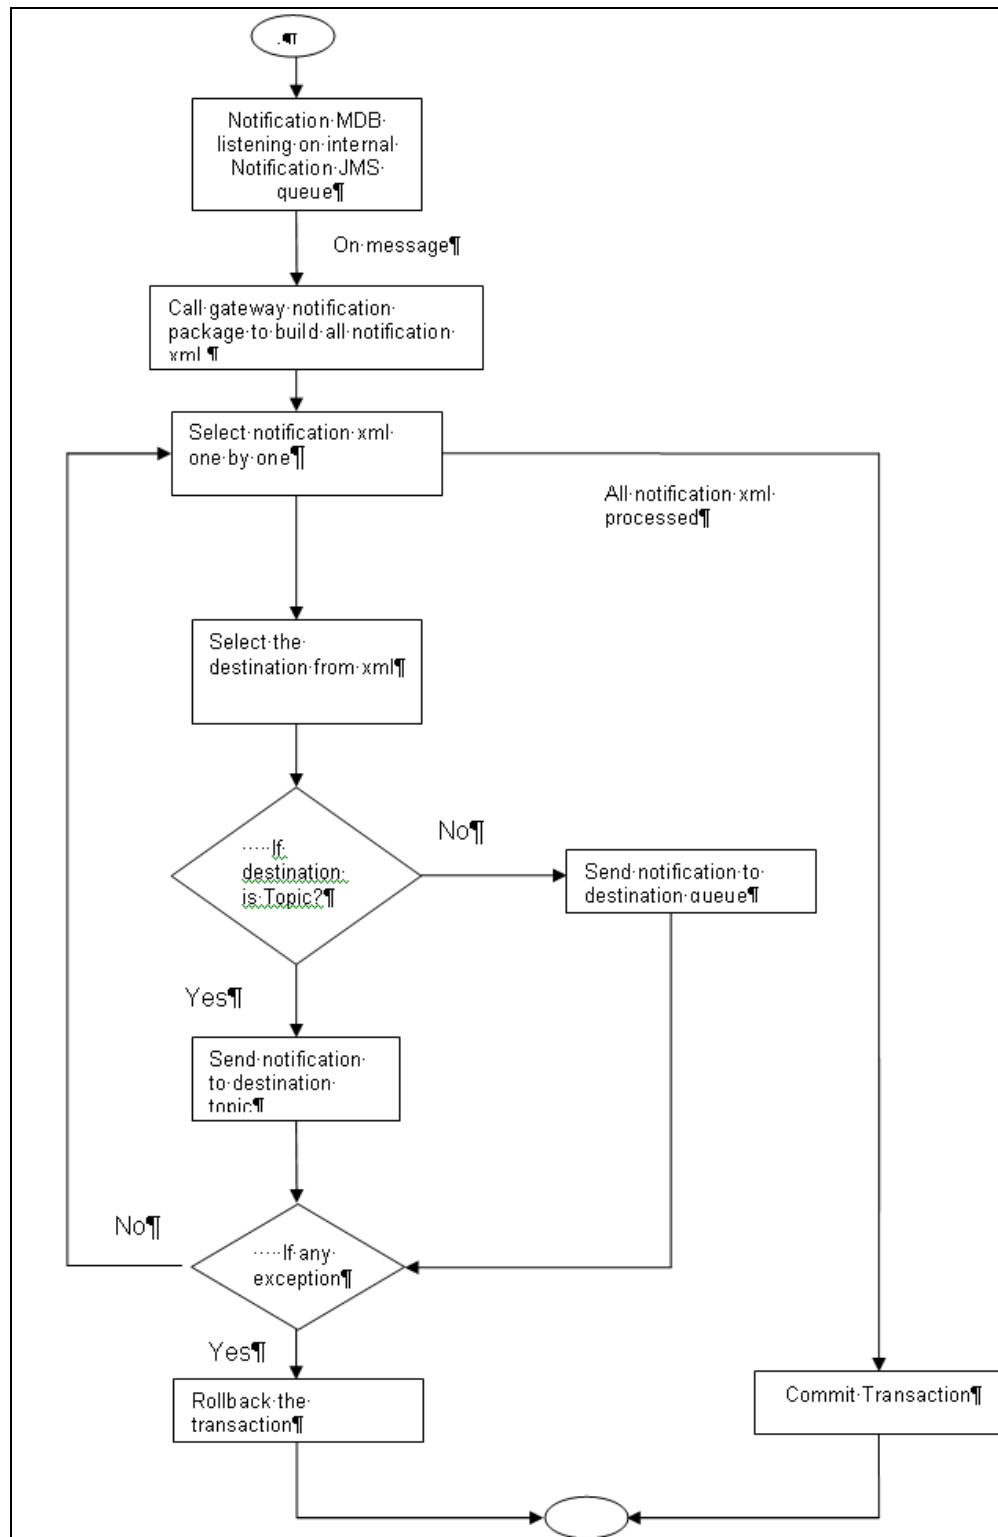 .¶
Notification·MDB·
listening·on·internal·
Notification·JMS·
queue¶
On·message¶
Call·gateway·notification·
package·to·build·all·notification·
xml.¶
Select·notification·xml·
one·by·one¶
All·notification·xml·
processed¶
Select·the·
destination·from·xml¶
·····If·
destination·
is·Topic?¶
No¶
Send·notification·to·
destination·queue¶
Yes¶
Send·notification·
to·destination·
topic¶
No¶
·····If·any·
exception¶
Yes¶
Rollback·the·
transaction¶
Commit·Transaction¶